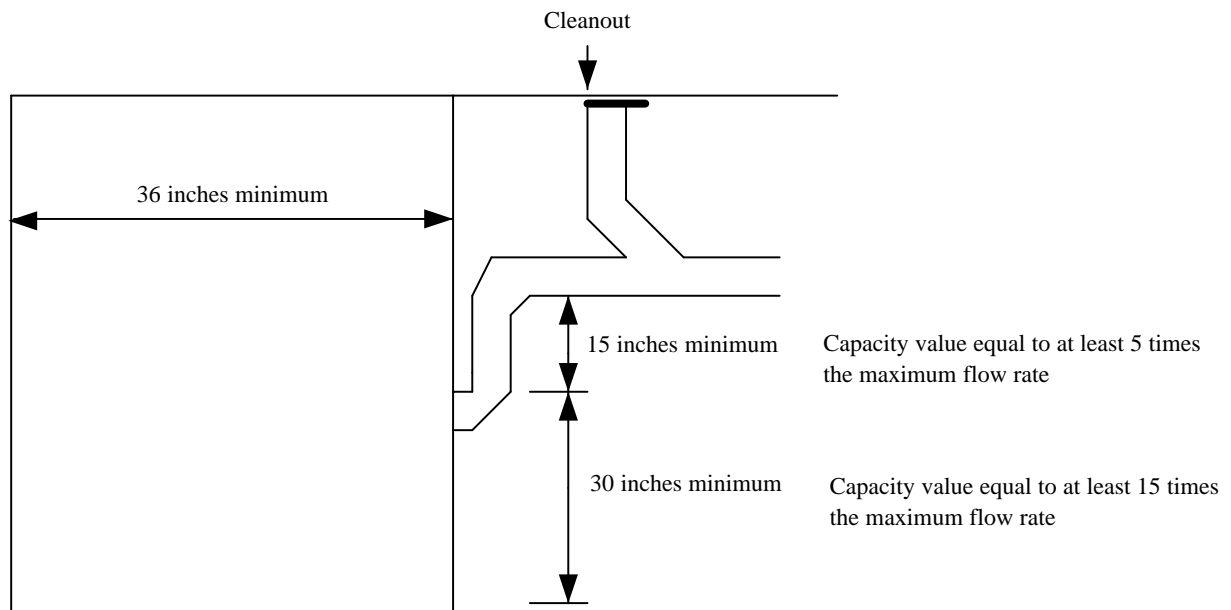 Cleanout
36 inches minimum
15 inches minimum
Capacity value equal to at least 5 times
the maximum flow rate
30 inches minimum
Capacity value equal to at least 15 times
the maximum flow rate